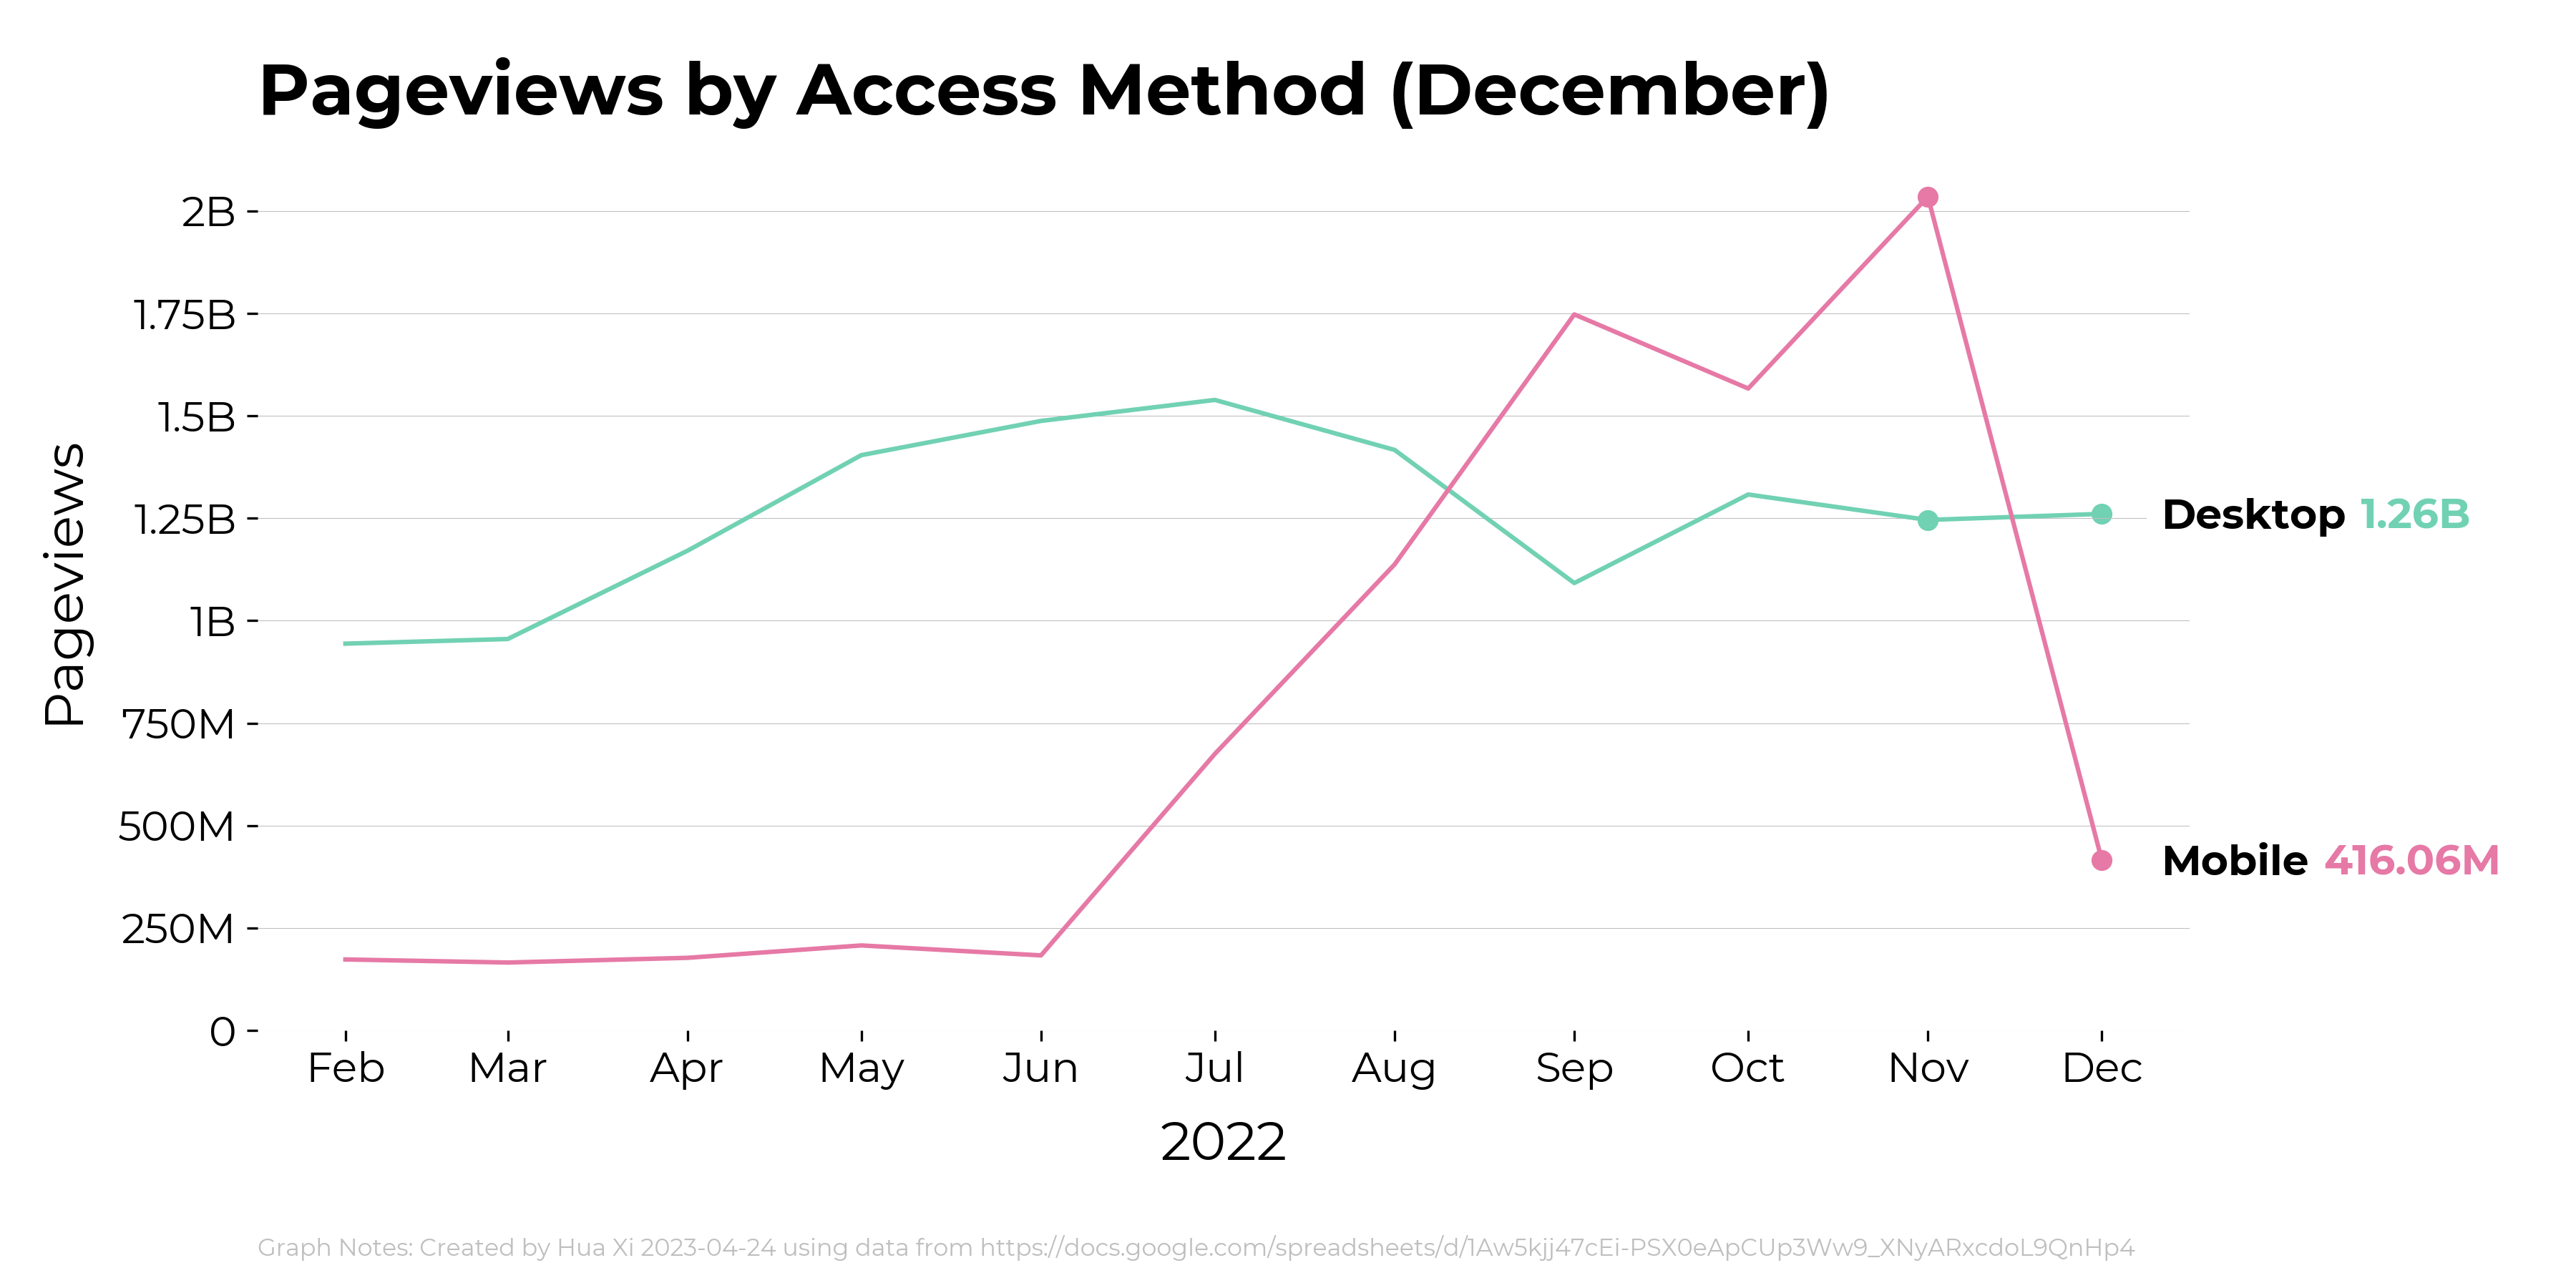 Pageviews by Access Method (December)
2B
1.75B
1.5B
1.25B
1B
750M
500M
250M
0
Pageviews
Desktop 1.26B
Mobile 416.06M
Feb Mar Apr May Jun Jul Aug Sep Oct Nov Dec
2022
Graph Notes: Created by Hua Xi 2023-04-24 using data from https://docs.google.com/spreadsheets/d/1Aw5kjj47cEi-PSX0eApCUp3Ww9_XNyARxcdoL9QnHp4